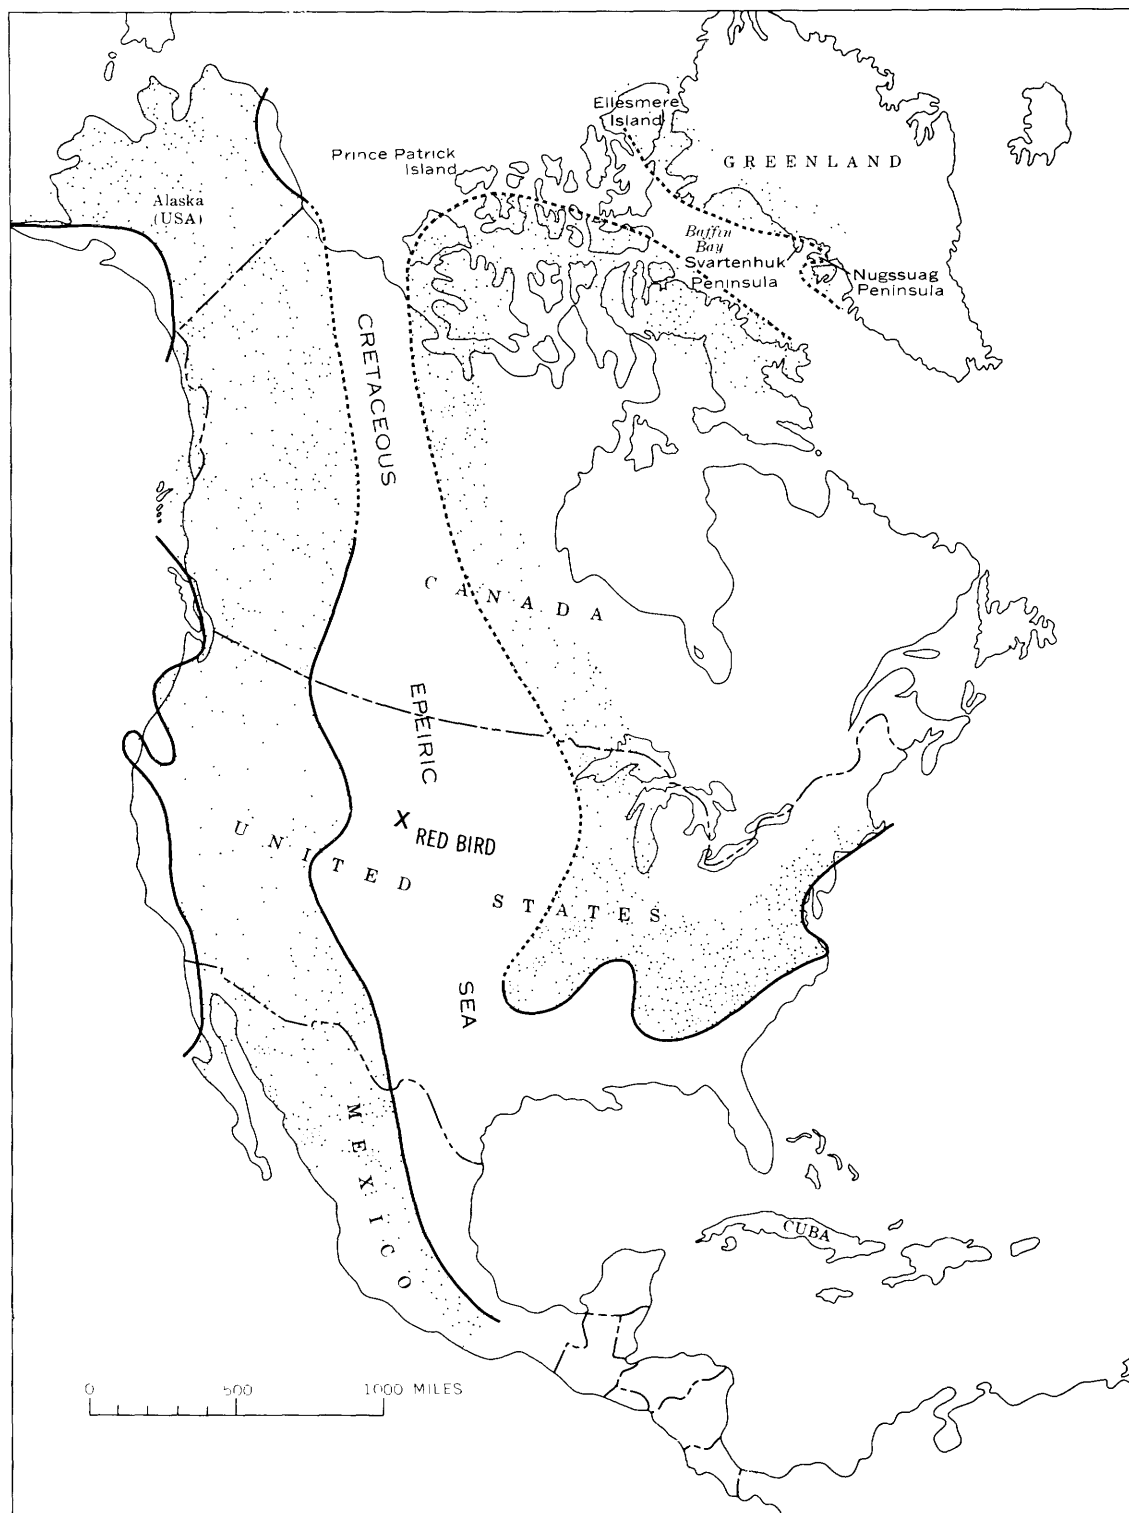 Ellesmere
Island
Prince Patrick
Island
GREENLAND
Alaska
(USA)
Baffin
Bay
Svartenhuk
Peninsula
Nugssuag
Peninsula
CRETACEOUS
CANADA
EPEIRIC
X
RED BIRD
UNITED STATES
SEA
MEXICO
CUBA
0 500 1000 MILES